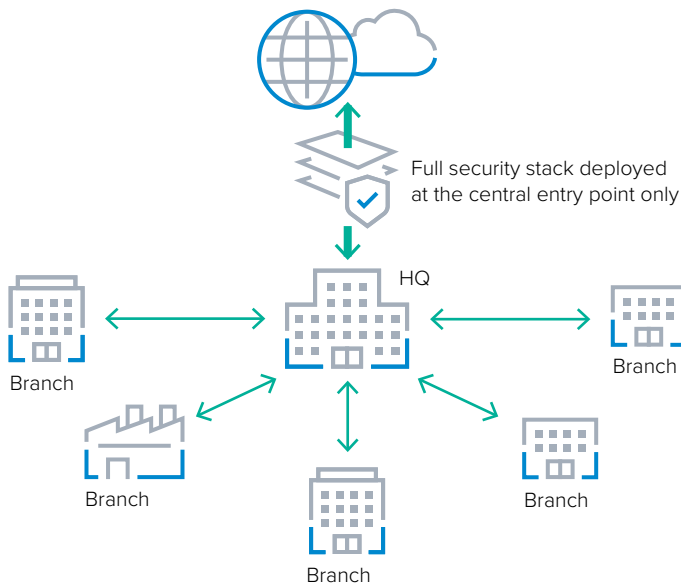 Full security stack deployed
at the central entry point only
HQ
Branch
Branch
Branch
Branch
Branch